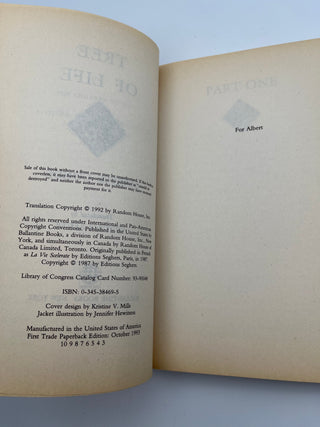 TREE
OF LIFE
Sale of this book without a front cover may be unauthorized. If this book is
coverless, it may have been reported to the publisher as "unsold or
destroyed" and neither the author nor the publisher may have received
payment for it.
Translation Copyright © 1992 by Random House, Inc.
All rights reserved under International and Pan-American
Copyright Conventions. Published in the United States by
Ballantine Books, a division of Random House, Inc., New
York, and simultaneously in Canada by Random House of
Canada Limited, Toronto. Originally published in French
as La Vie Scélérate by Editions Seghers, Paris, in 1987.
Copyright © 1987 by Editions Seghers.
Library of Congress Catalog Card Number:
ISBN: 0-345-38469-5
Cover design by Kristine V. Mills
Jacket illustration by Jennifer Hewitson
Manufactured in the United States of America
First Trade Paperback Edition: October 1993
10 9 8 7 6 5 4 3
PART ONE
For Albert